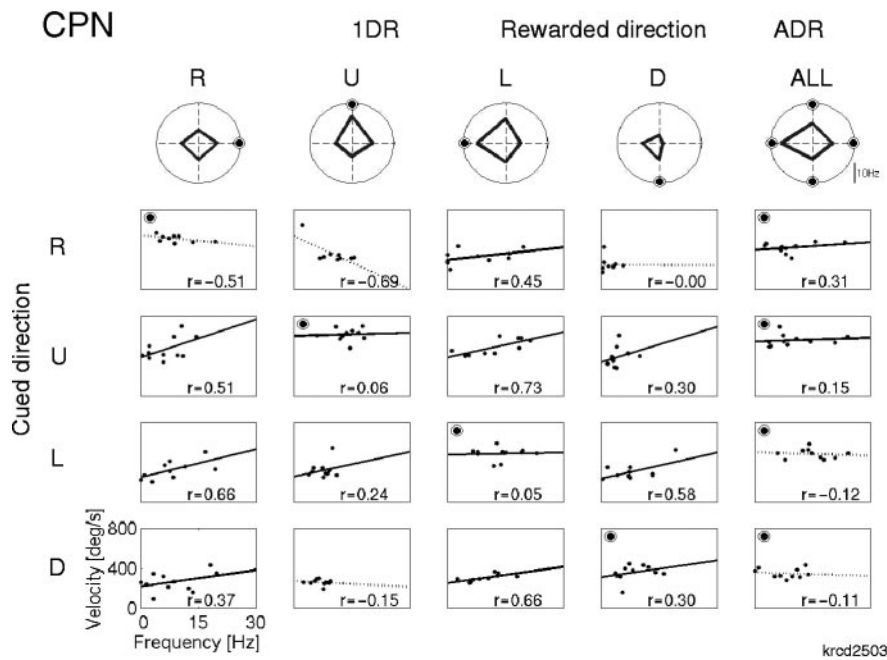 CPN 1DR Rewarded direction ADR
R U L D ALL
10Hz
Cued direction
R r=-0.51 r=-0.69 r=0.45 r=-0.00 r=0.31
U r=0.51 r=0.06 r=0.73 r=0.30 r=0.15
L r=0.66 r=0.24 r=0.05 r=0.58 r=-0.12
D r=0.37 r=-0.15 r=0.66 r=0.30 r=-0.11
Velocity [deg/s]
800
400
0
0 15 30
Frequency [Hz]
krcd2503